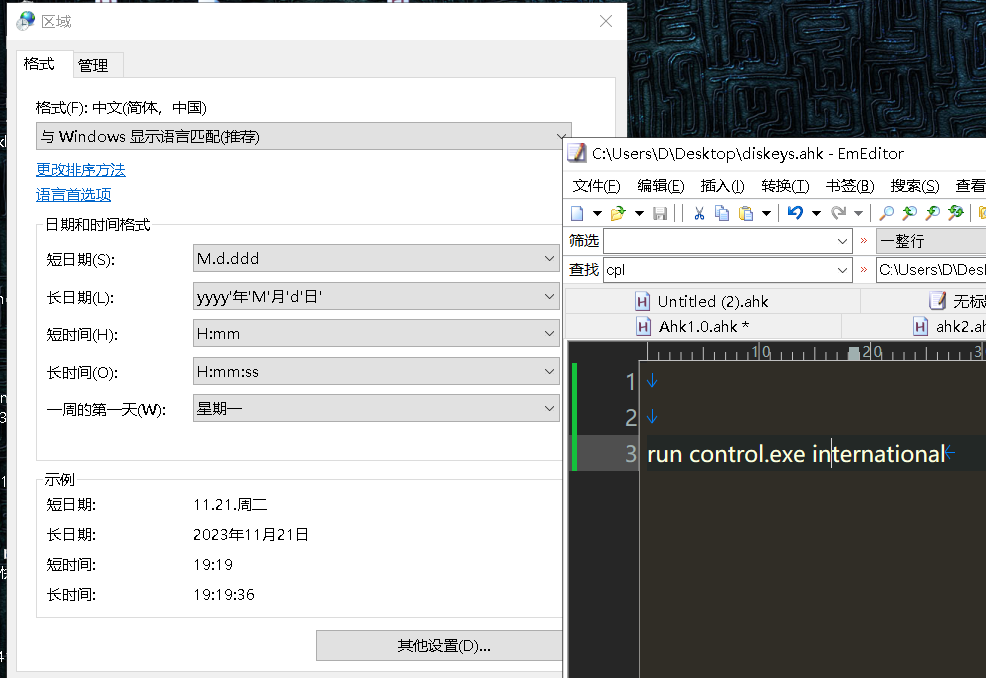 区域
格式
管理
格式(F): 中文(简体，中国)
与 Windows 显示语言匹配(推荐)
更改排序方法
语言首选项
日期和时间格式
短日期(S):
M.d.ddd
长日期(L):
yyyy'年'M'月'd'日'
短时间(H):
H:mm
长时间(O):
H:mm:ss
一周的第一天(W):
星期一
示例
短日期:
11.21.周二
长日期:
2023年11月21日
短时间:
19:19
长时间:
19:19:36
其他设置(D)...
C:\Users\D\Desktop\diskeys.ahk - EmEditor
文件(F) 编辑(E) 插入(I) 转换(T) 书签(B) 搜索(S) 查看
筛选
» 一整行
查找 cpl
» C:\Users\D\Des
Untitled (2).ahk
无标
Ahk1.0.ahk *
ahk2.a
10 20 3
1
2
3 run control.exe international